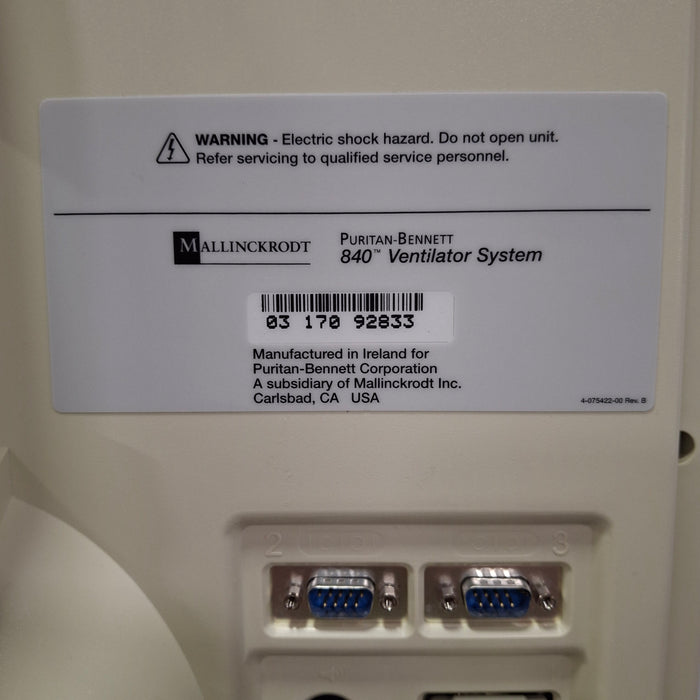 WARNING - Electric shock hazard. Do not open unit.
Refer servicing to qualified service personnel.
MALLINCKRODT
PURITAN-BENNETT
840™ Ventilator System
03 170 92833
Manufactured in Ireland for
Puritan-Bennett Corporation
A subsidiary of Mallinckrodt Inc.
Carlsbad, CA USA
4-075422-00 Rev. B
2
3